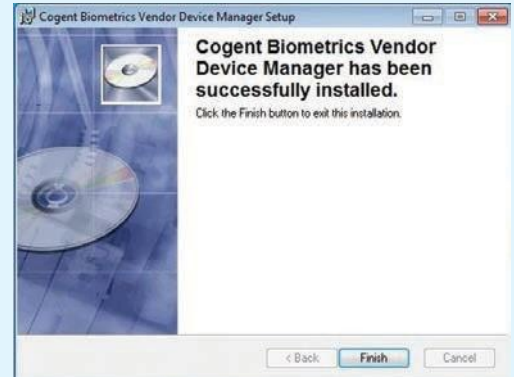 Cogent Biometrics Vendor Device Manager Setup
Cogent Biometrics Vendor
Device Manager has been
successfully installed.
Click the Finish button to exit this installation.
< Back
Finish
Cancel